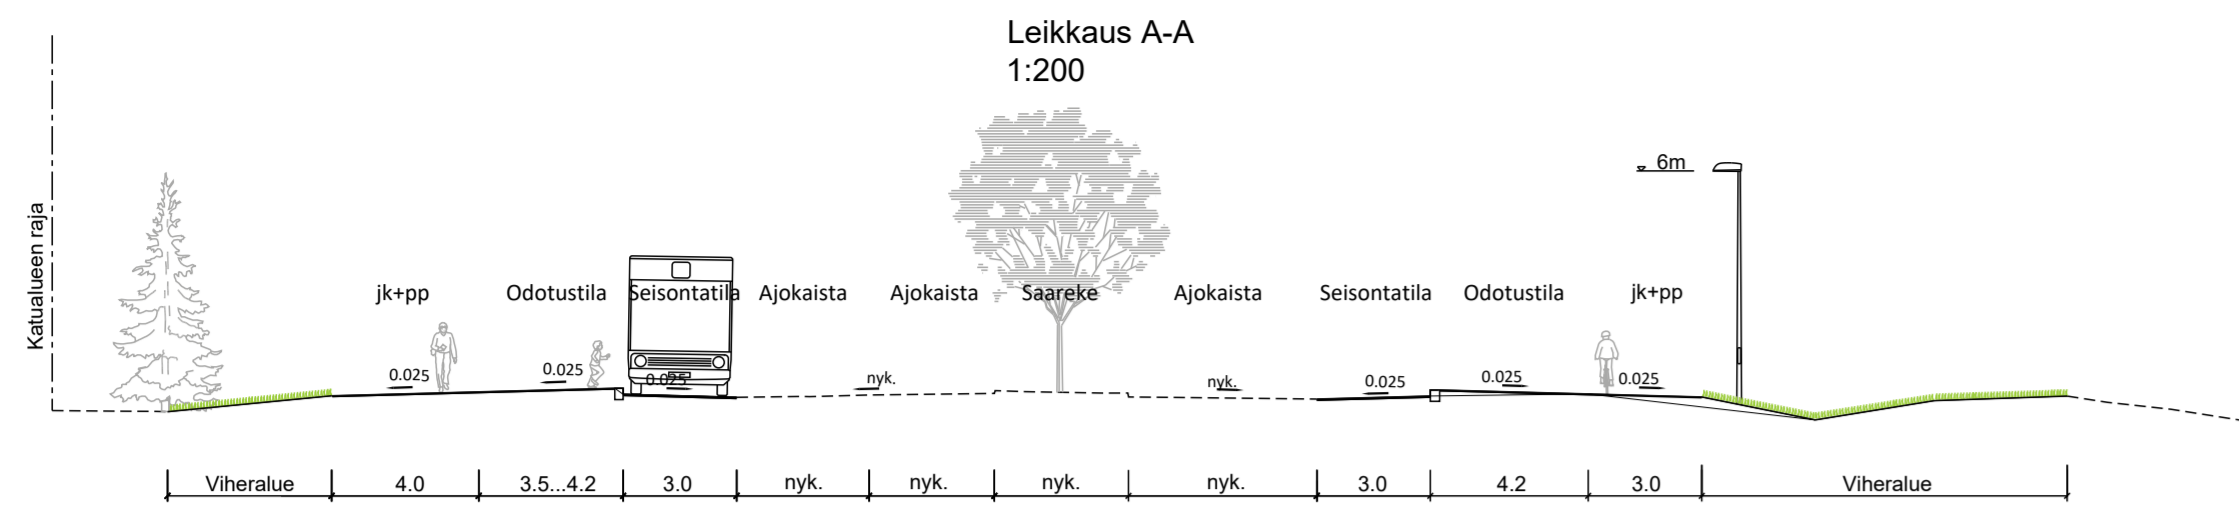 Leikkaus A-A
1:200
6m
Katualueen raja
jk+pp Odotustila Seisontatila Ajokaista Ajokaista Saareke Ajokaista Seisontatila Odotustila jk+pp
0.025 0.025 0.025 nyk. nyk. 0.025 0.025 0.025
Viheralue 4.0 3.5...4.2 3.0 nyk. nyk. nyk. nyk. 3.0 4.2 3.0 Viheralue